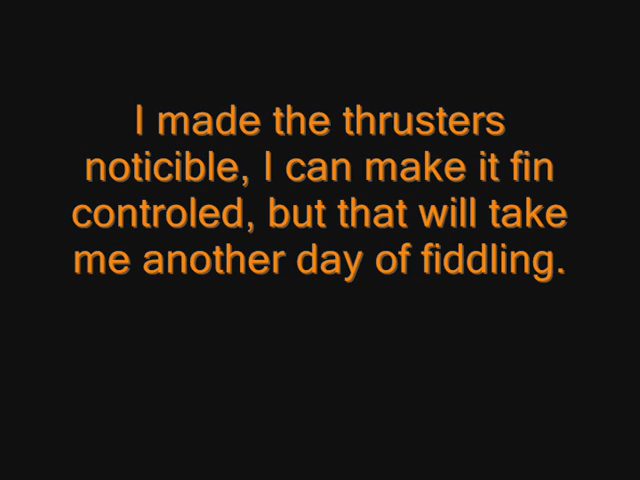 I made the thrusters
noticible, I can make it fin
controled, but that will take
me another day of fiddling.